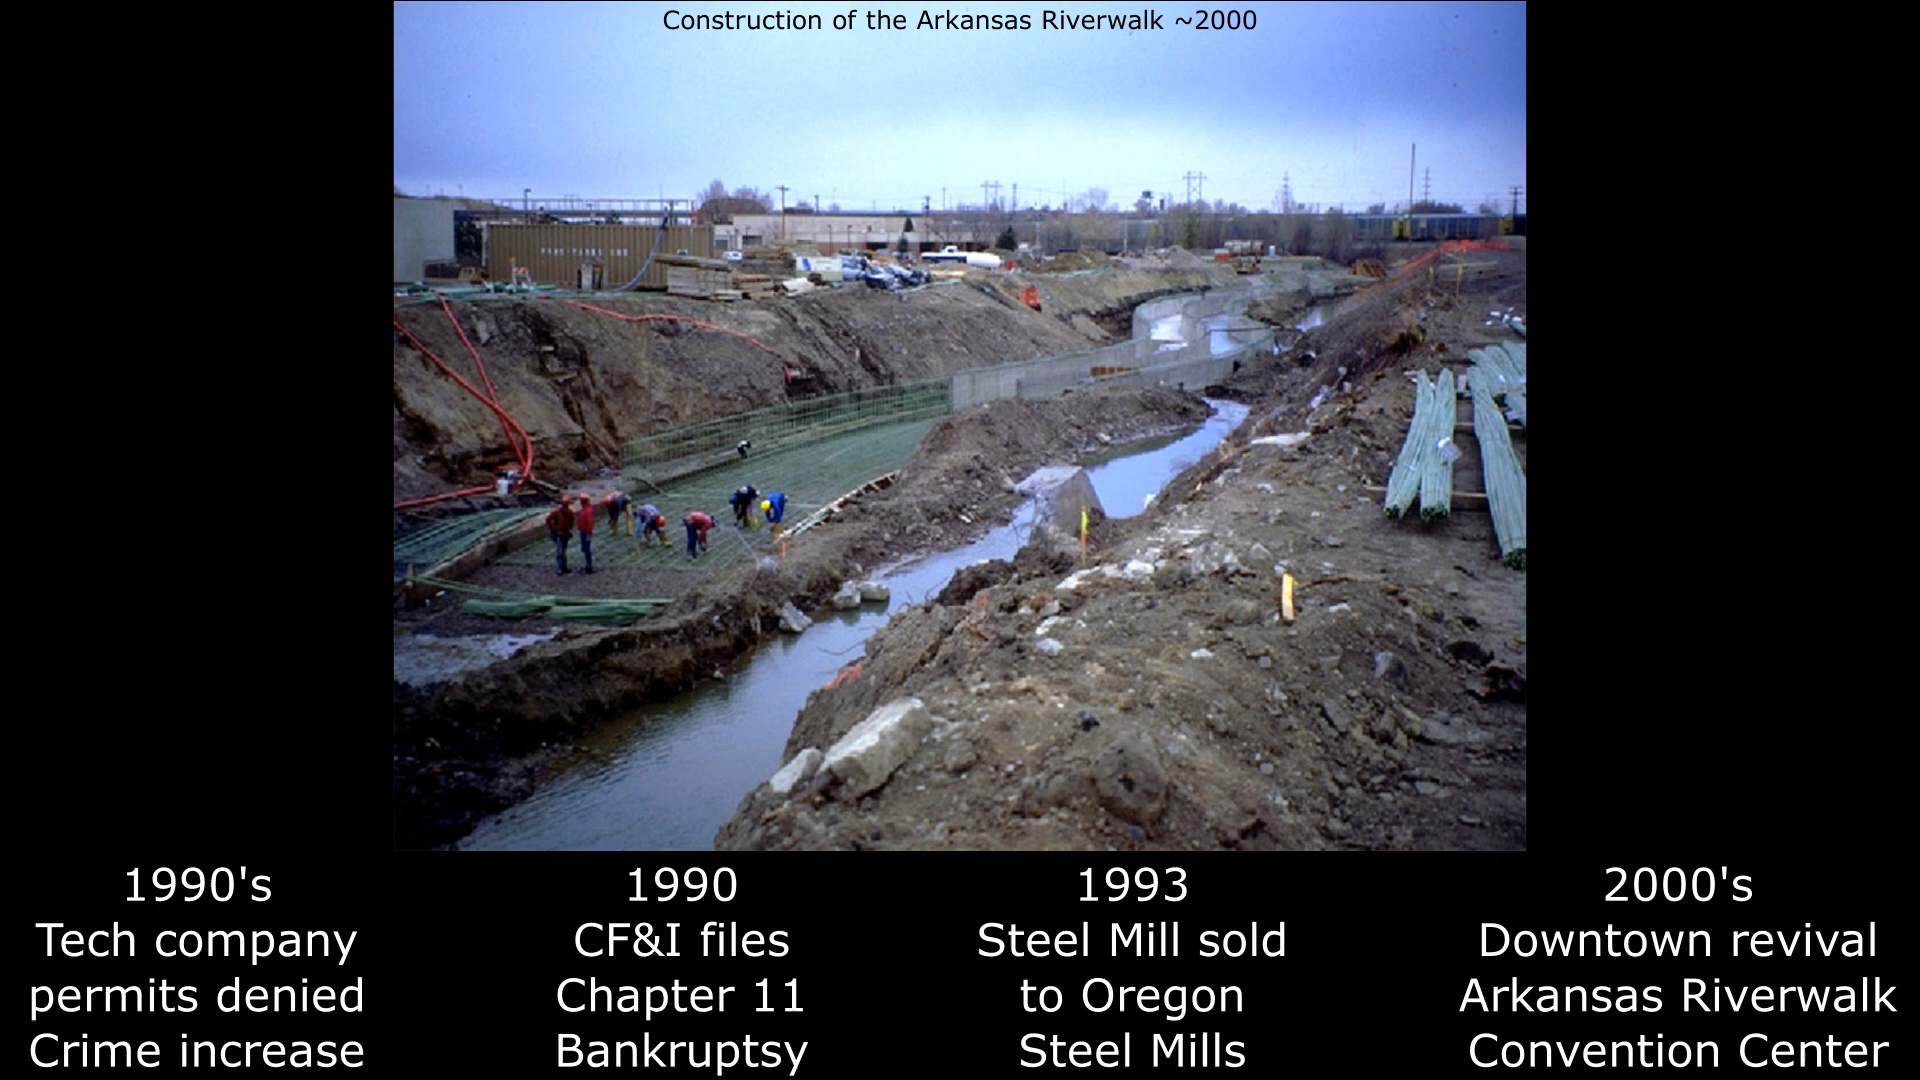 Construction of the Arkansas Riverwalk ~2000
1990's
Tech company
permits denied
Crime increase
1990
CF&I files
Chapter 11
Bankruptsy
1993
Steel Mill sold
to Oregon
Steel Mills
2000's
Downtown revival
Arkansas Riverwalk
Convention Center